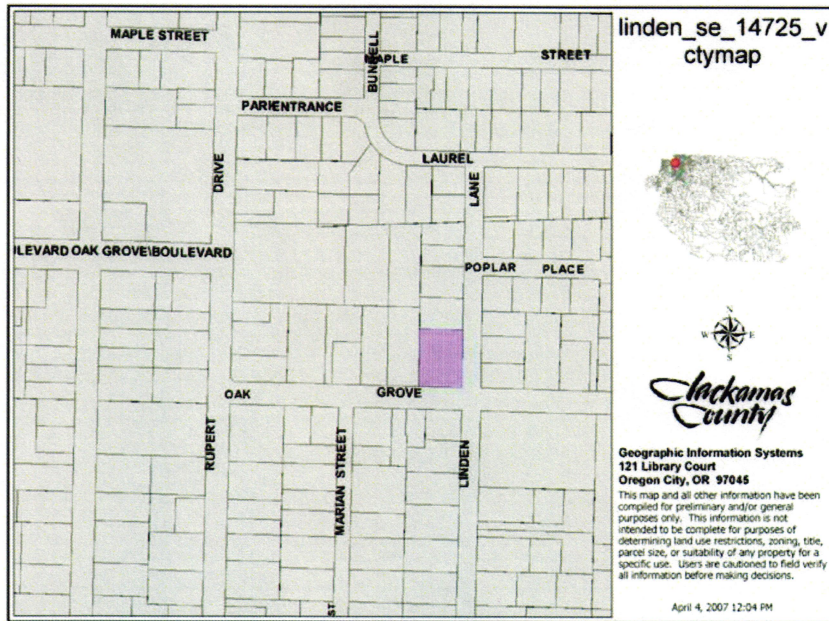 linden_se_14725_v
ctymap
MAPLE STREET
BUNNELL
MAPLE
STREET
PARK ENTRANCE
DRIVE
LAUREL
LANE
ULEVARD OAK GROVE\BOULEVARD
POPLAR PLACE
N
W E
S
OAK
GROVE
RUPERT
MARIAN STREET
LINDEN
ST
Clackamas
County
Geographic Information Systems
121 Library Court
Oregon City, OR 97045
This map and all other information have been
compiled for preliminary and/or general
purposes only. This information is not
intended to be complete for purposes of
determining land use restrictions, zoning, title,
parcel size, or suitability of any property for a
specific use. Users are cautioned to field verify
all information before making decisions.
April 4, 2007 12:04 PM